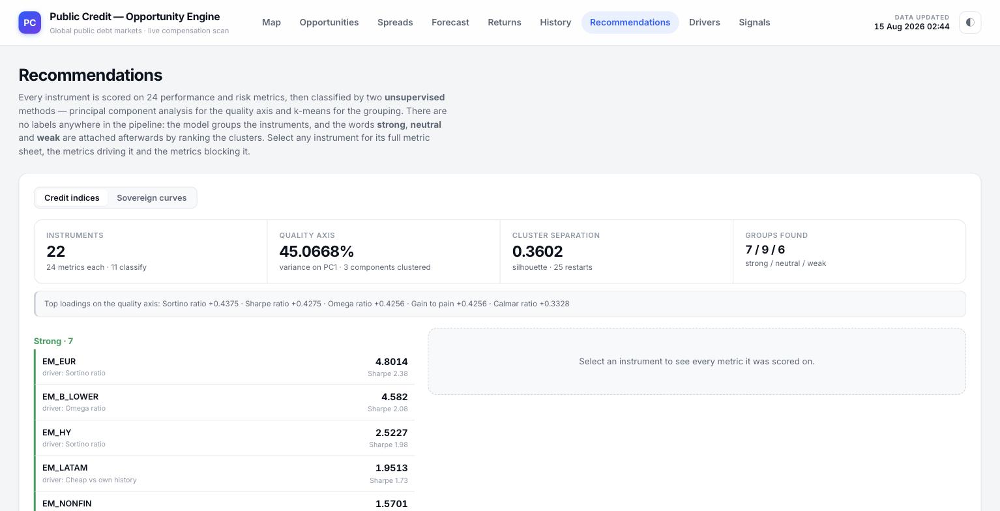 PC
Public Credit — Opportunity Engine
Global public debt markets · live compensation scan
Map
Opportunities
Spreads
Forecast
Returns
History
Recommendations
Drivers
Signals
DATA UPDATED
15 Aug 2026 02:44
Recommendations
Every instrument is scored on 24 performance and risk metrics, then classified by two unsupervised
methods — principal component analysis for the quality axis and k-means for the grouping. There are
no labels anywhere in the pipeline: the model groups the instruments, and the words strong, neutral
and weak are attached afterwards by ranking the clusters. Select any instrument for its full metric
sheet, the metrics driving it and the metrics blocking it.
Credit indices
Sovereign curves
INSTRUMENTS
22
24 metrics each · 11 classify
QUALITY AXIS
45.0668%
variance on PC1 · 3 components clustered
CLUSTER SEPARATION
0.3602
silhouette · 25 restarts
GROUPS FOUND
7 / 9 / 6
strong / neutral / weak
Top loadings on the quality axis: Sortino ratio +0.4375 · Sharpe ratio +0.4275 · Omega ratio +0.4256 · Gain to pain +0.4256 · Calmar ratio +0.3328
Strong · 7
EM_EUR
4.8014
driver: Sortino ratio
Sharpe 2.38
EM_B_LOWER
4.582
driver: Omega ratio
Sharpe 2.08
EM_HY
2.5227
driver: Sortino ratio
Sharpe 1.98
EM_LATAM
1.9513
driver: Cheap vs own history
Sharpe 1.73
EM_NONFIN
1.5701
Select an instrument to see every metric it was scored on.